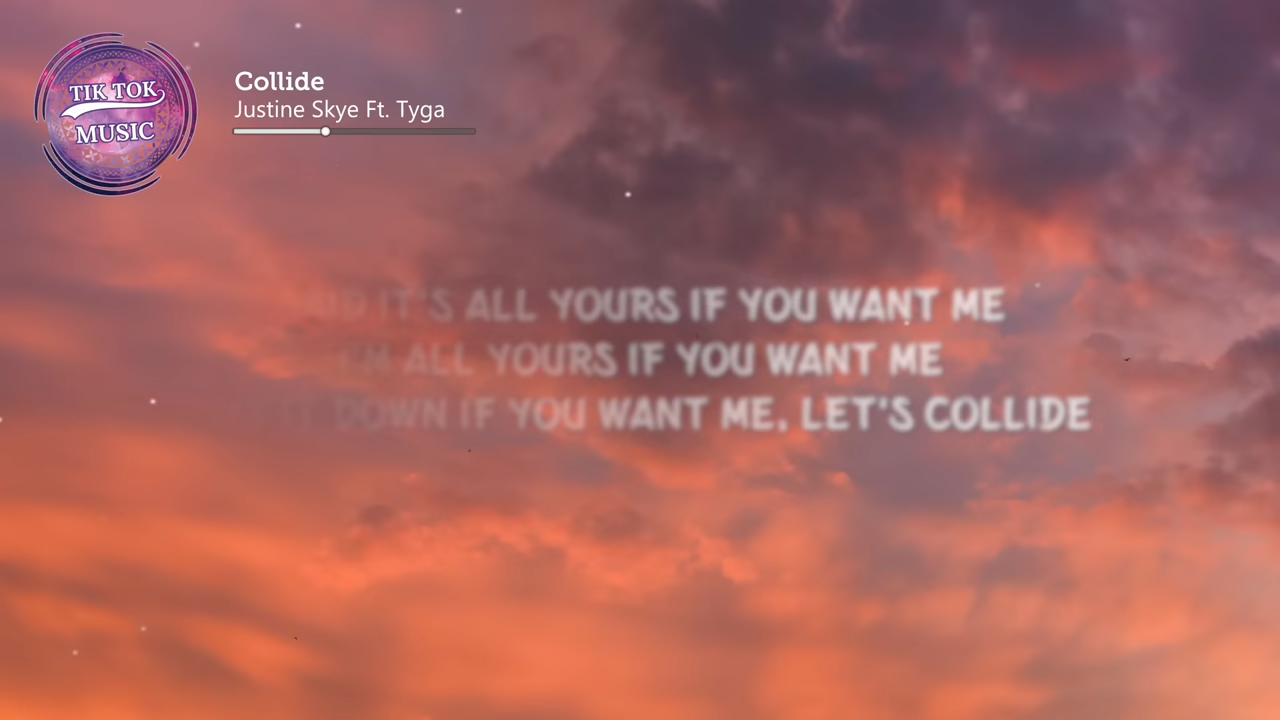 TIK TOK
MUSIC
Collide
Justine Skye Ft. Tyga
IT'S ALL YOURS IF YOU WANT ME
I'M ALL YOURS IF YOU WANT ME
DOWN IF YOU WANT ME, LET'S COLLIDE